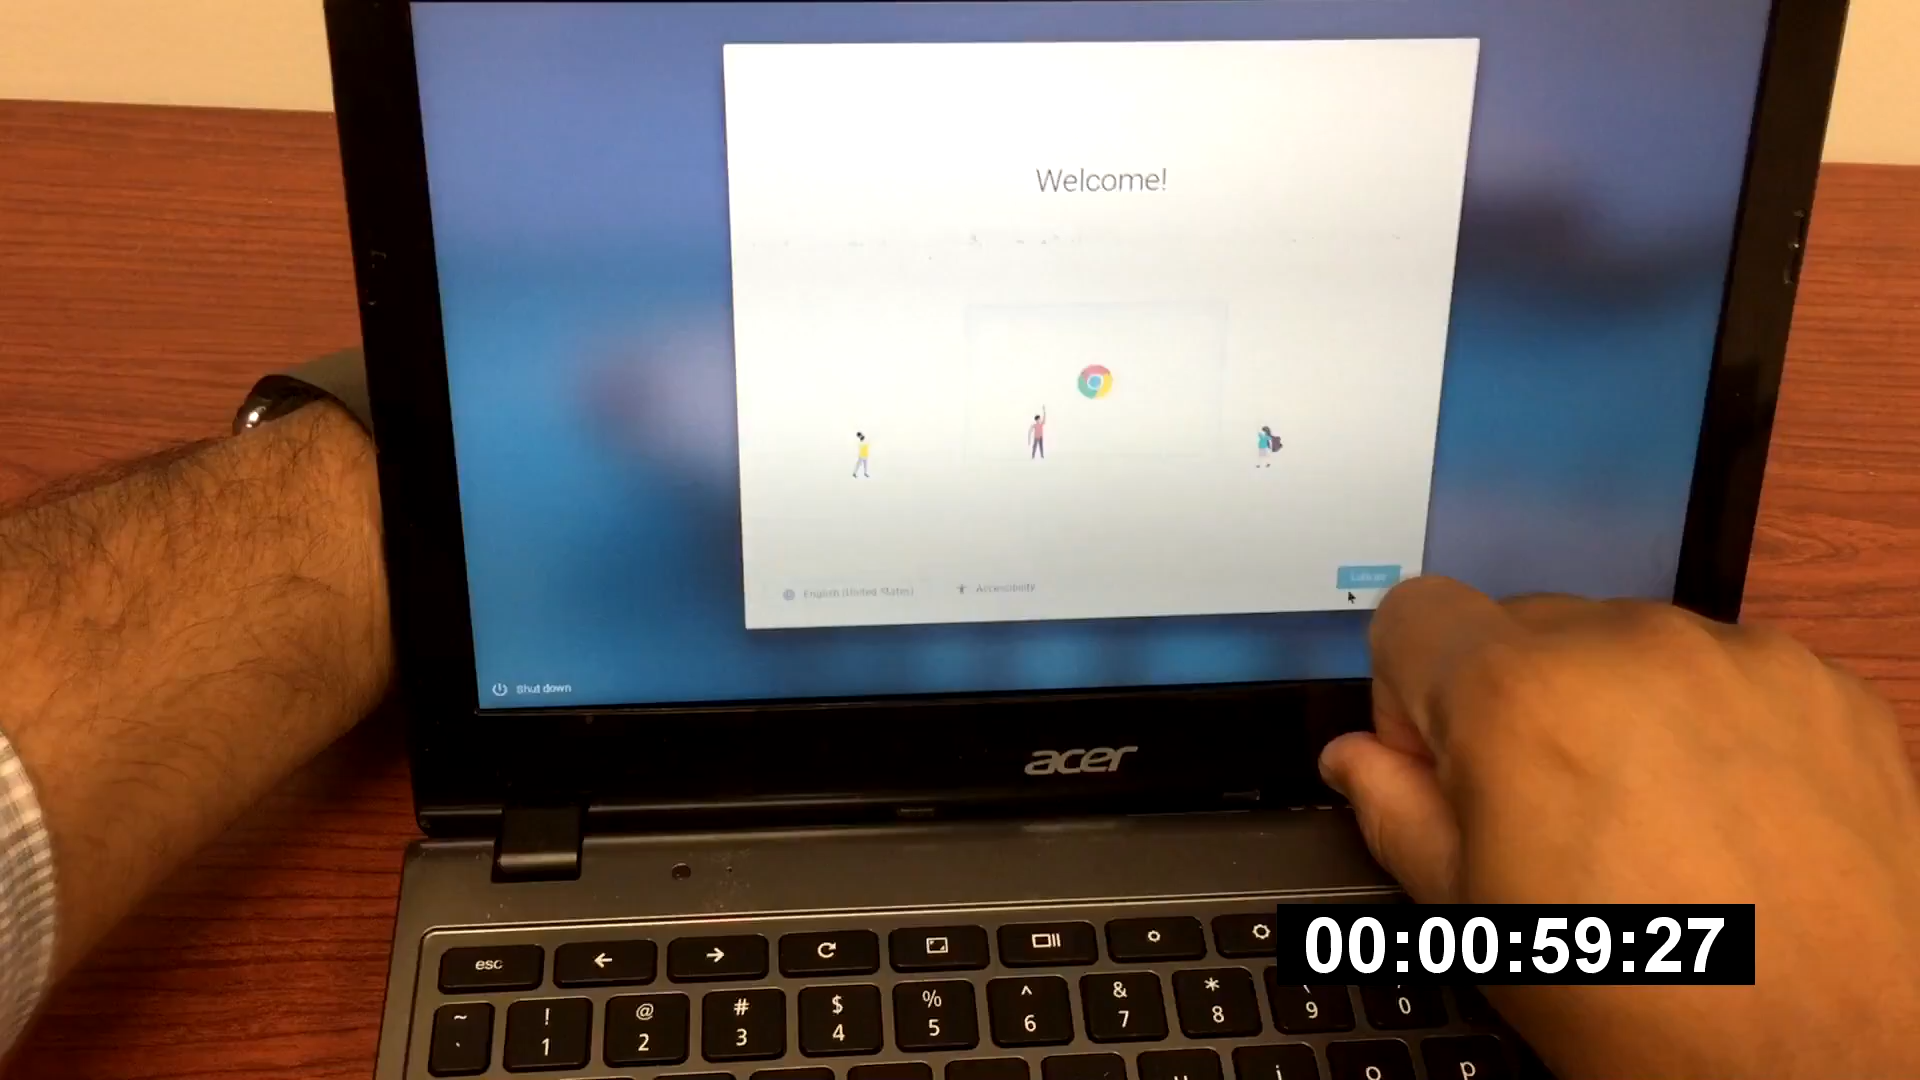 Welcome!
English (United States)
Accessibility
Shut down
acer
esc
00:00:59:27
~
!
@
#
$
%
^
&
*
(
`
1
2
3
4
5
6
7
8
9
0
u
i
o
p